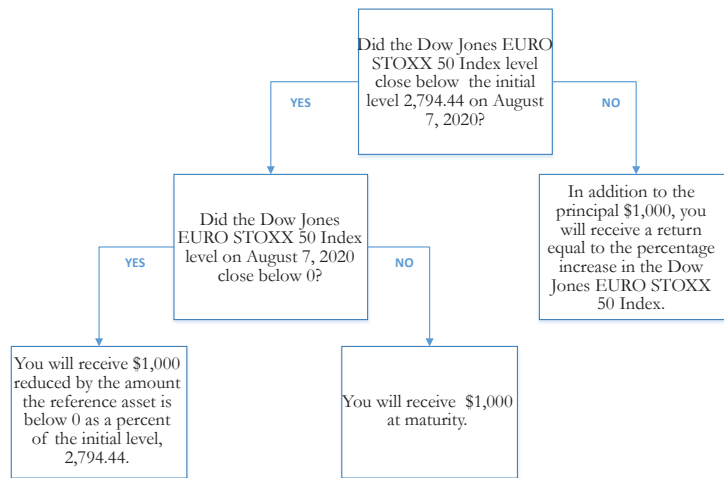 Did the Dow Jones EURO
STOXX 50 Index level
close below the initial
level 2,794.44 on August
7, 2020?
YES
NO
Did the Dow Jones
EURO STOXX 50 Index
level on August 7, 2020
close below 0?
In addition to the
principal $1,000, you
will receive a return
equal to the percentage
increase in the Dow
Jones EURO STOXX
50 Index.
YES
NO
You will receive $1,000
reduced by the amount
the reference asset is
below 0 as a percent
of the initial level,
2,794.44.
You will receive $1,000
at maturity.